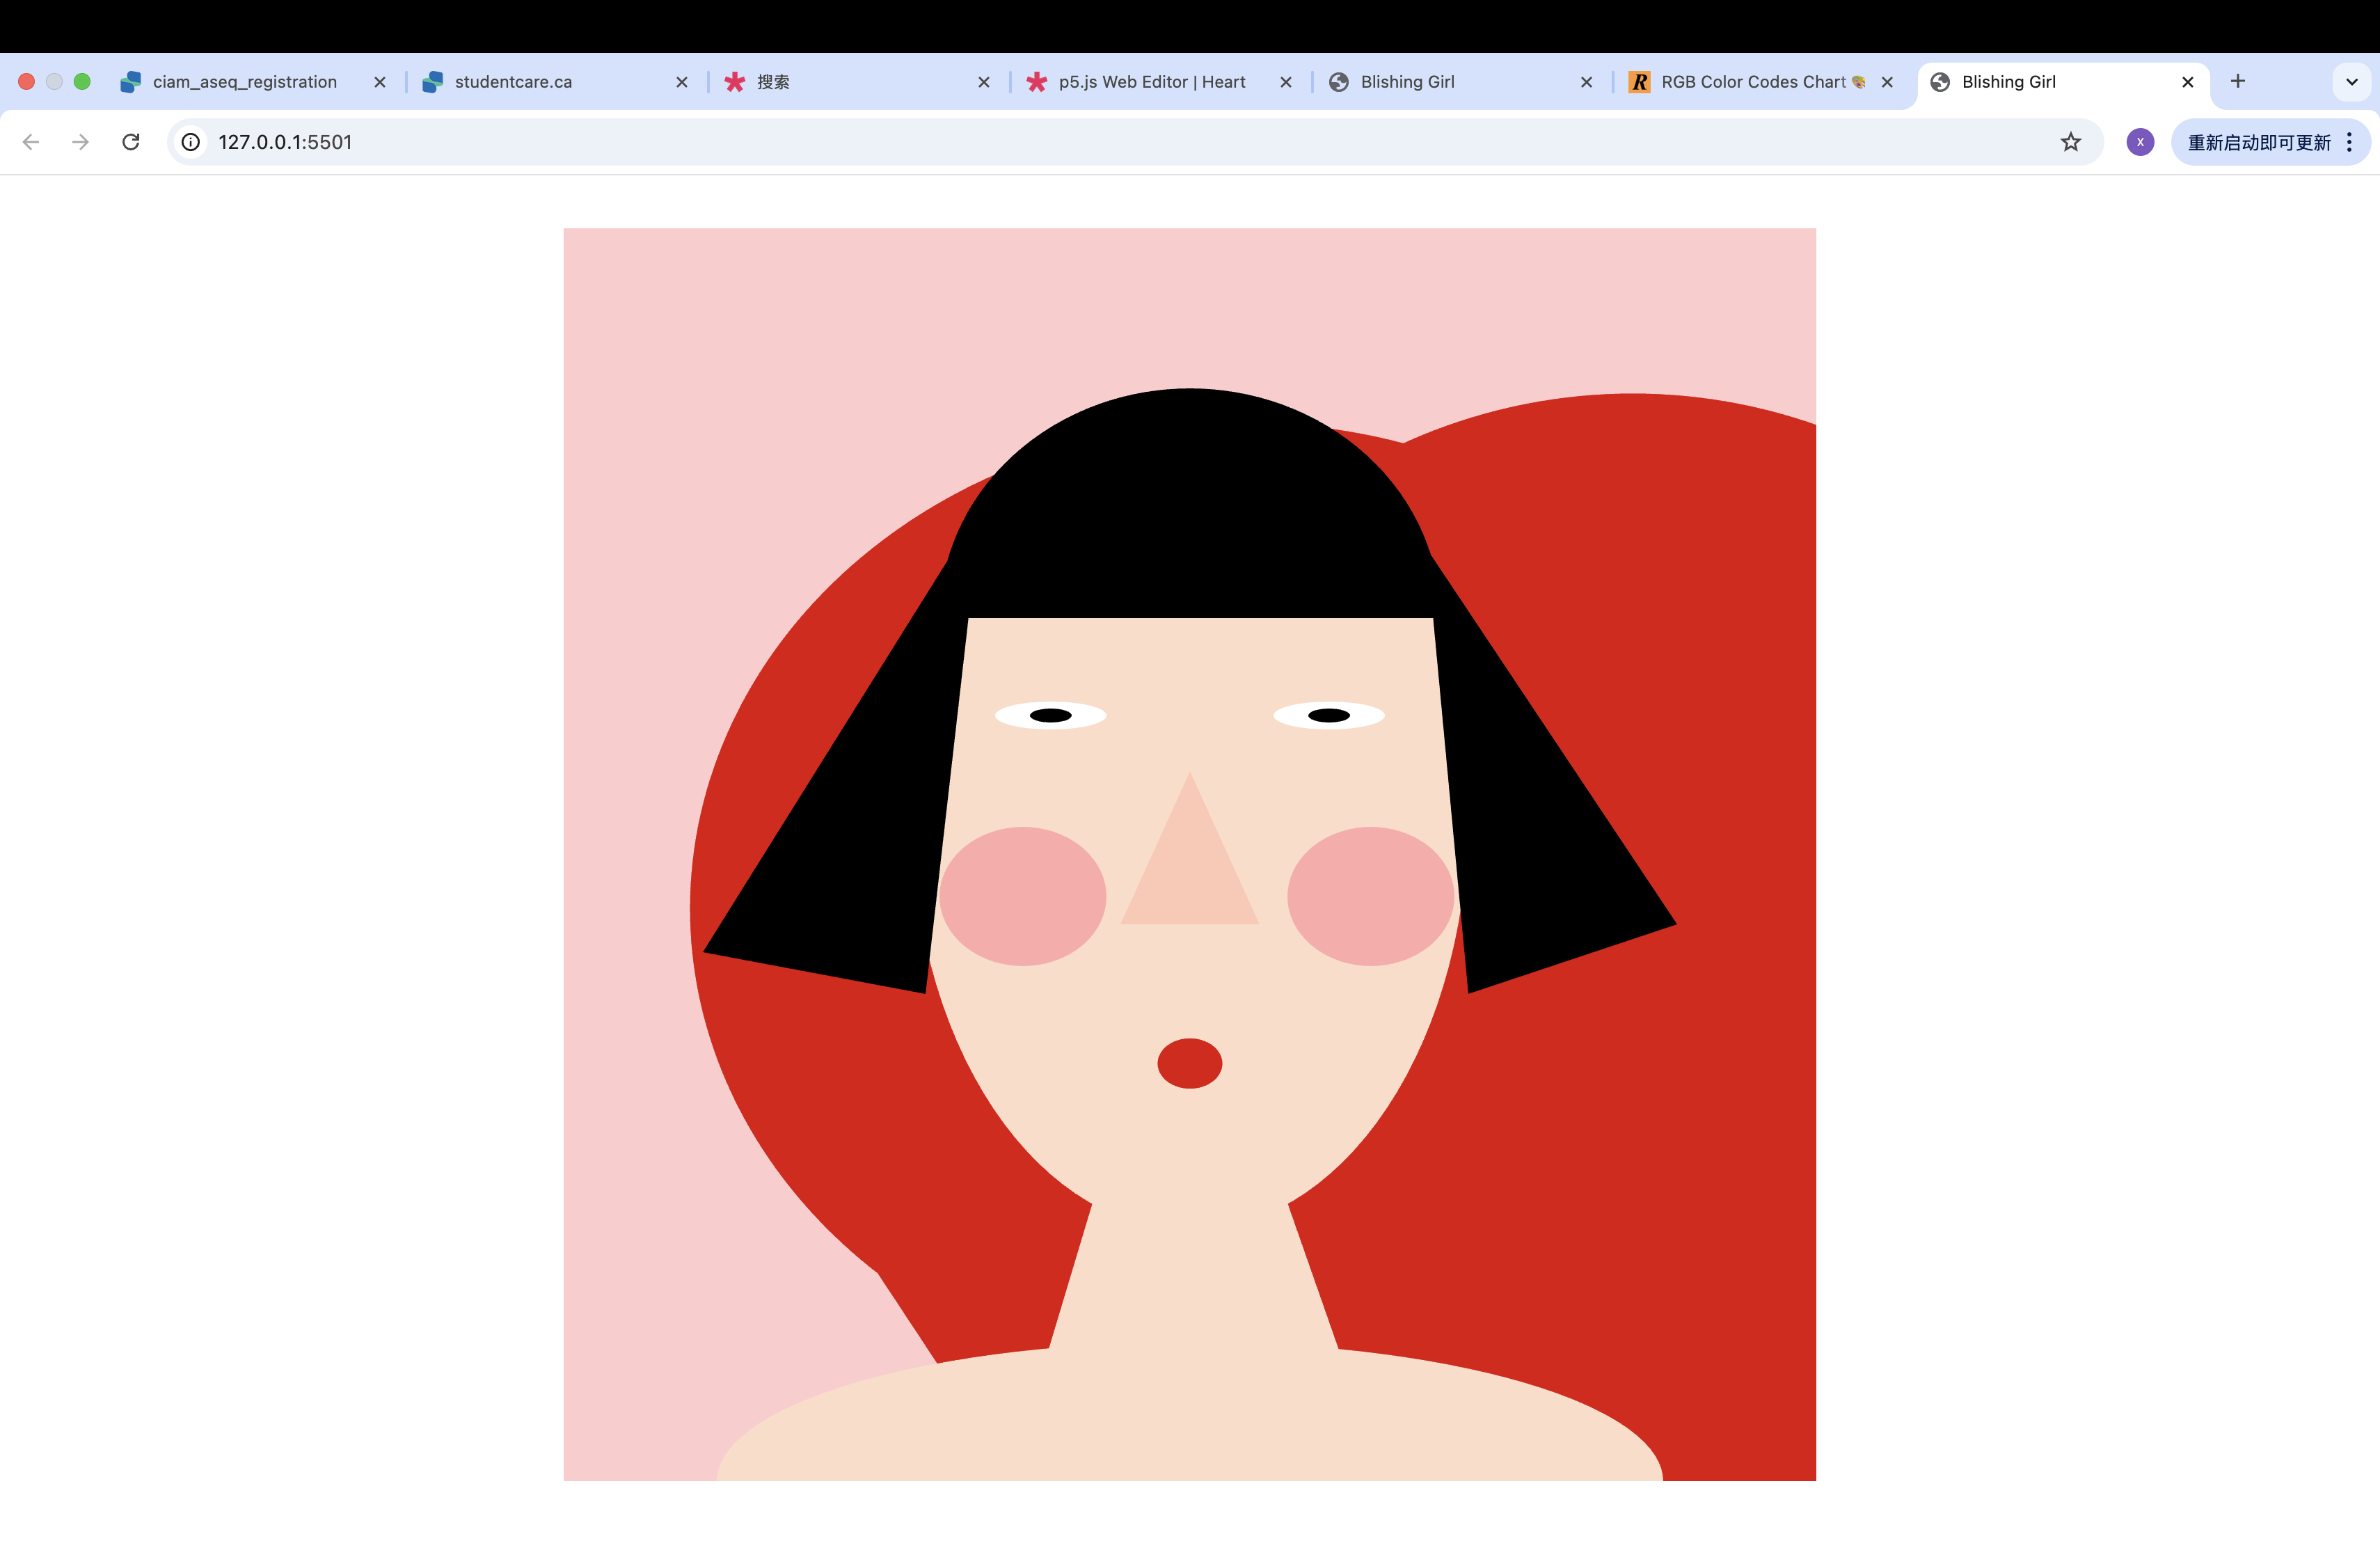 ciam_aseq_registration
studentcare.ca
搜索
p5.js Web Editor | Heart
Blishing Girl
RGB Color Codes Chart 🎨
Blishing Girl
127.0.0.1:5501
X
重新启动即可更新